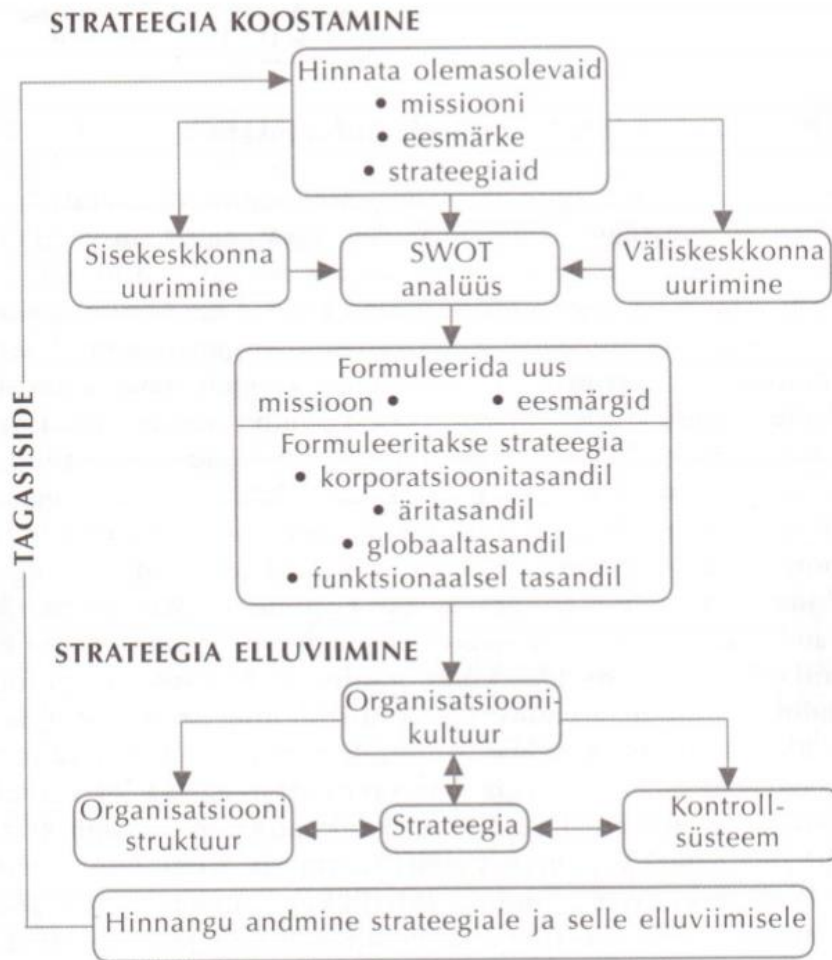 STRATEEGIA KOOSTAMINE
Hinnata olemasolevaid
• missiooni
• eesmärke
• strateegiaid
Sisekeskkonna
uurimine
SWOT
analüüs
Väliskeskkonna
uurimine
Formuleerida uus
missioon • • eesmärgid
Formuleeritakse strateegia
• korporatsioonitasandil
• äritasandil
• globaaltasandil
• funktsionaalsel tasandil
TAGASISIDE
STRATEEGIA ELLUVIIMINE
Organisatsiooni-
kultuur
Organisatsiooni
struktuur
Strateegia
Kontroll-
süsteem
Hinnangu andmine strateegiale ja selle elluviimisele